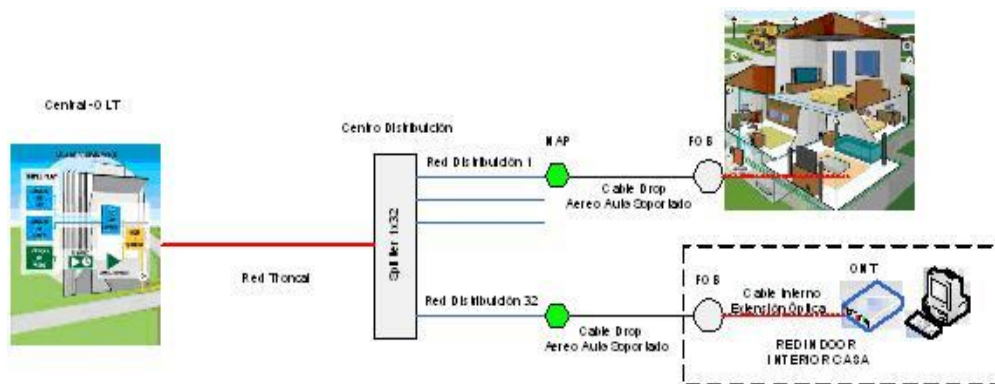 Central-OLT
Centro Distribución
Splitter 1x32
Red Troncal
Red Distribución 1
NAP
Cable Drop
Aereo Auto Soportado
FOB
Red Distribución 32
Cable Drop
Aereo Auto Soportado
FOB
Cable Interno
Extensión Óptica
ONT
RED INDOOR
INTERIOR CASA